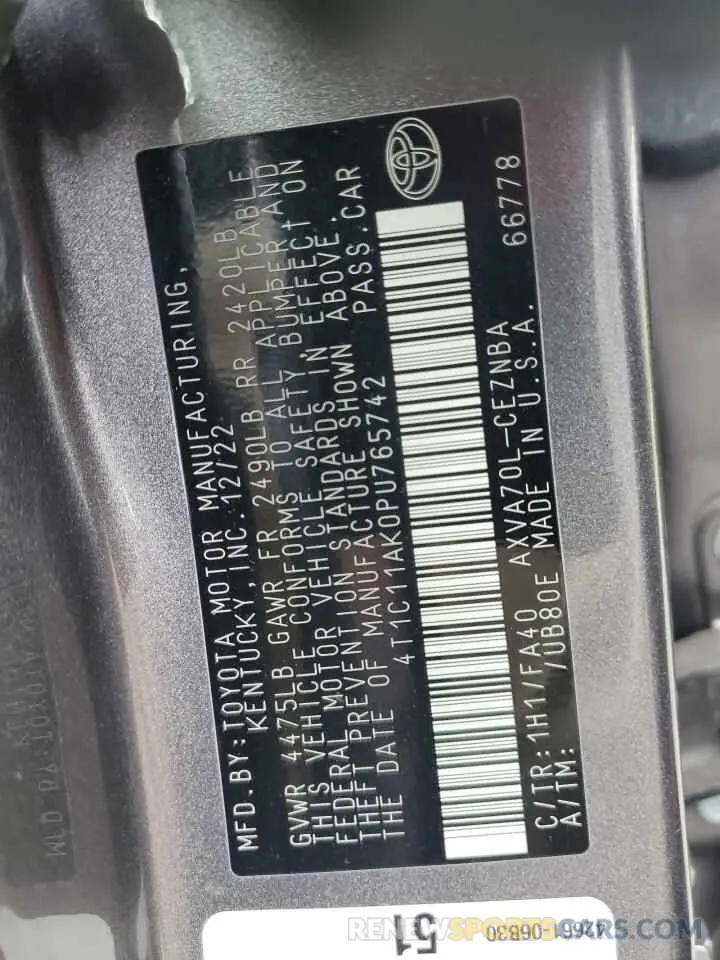 MFD. BY: TOYOTA MOTOR MANUFACTURING,
KENTUCKY, INC. 12/22
GVWR 4475LB GAWR FR 2490LB RR 2420LB
THIS VEHICLE CONFORMS TO ALL APPLICABLE
FEDERAL MOTOR VEHICLE SAFETY, BUMPER AND
THEFT PREVENTION STANDARDS IN EFFECT ON
THE DATE OF MANUFACTURE SHOWN ABOVE.
4T1C11AK0PU765742 PASS. CAR
C/TR: 1H1/FA40 AXVA70L-CEZNBA
A/TM: /UB80E MADE IN U.S.A. 66778
51
RENEWSPORTSCARS.COM